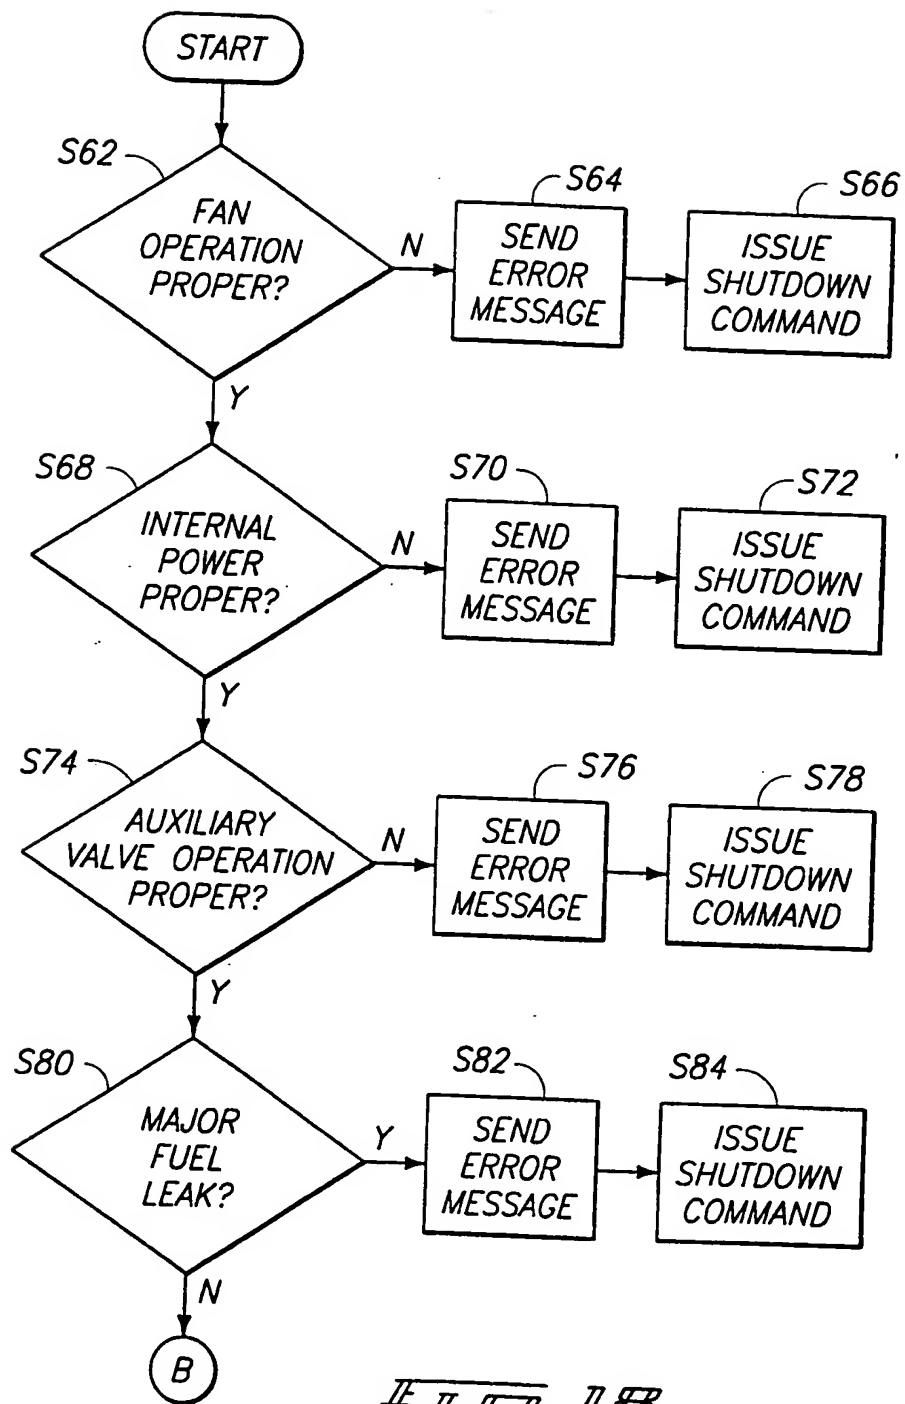 START
S62
FAN
OPERATION
PROPER?
N
S64
SEND
ERROR
MESSAGE
S66
ISSUE
SHUTDOWN
COMMAND
Y
S68
INTERNAL
POWER
PROPER?
N
S70
SEND
ERROR
MESSAGE
S72
ISSUE
SHUTDOWN
COMMAND
Y
S74
AUXILIARY
VALVE OPERATION
PROPER?
N
S76
SEND
ERROR
MESSAGE
S78
ISSUE
SHUTDOWN
COMMAND
Y
S80
MAJOR
FUEL
LEAK?
Y
S82
SEND
ERROR
MESSAGE
S84
ISSUE
SHUTDOWN
COMMAND
N
B